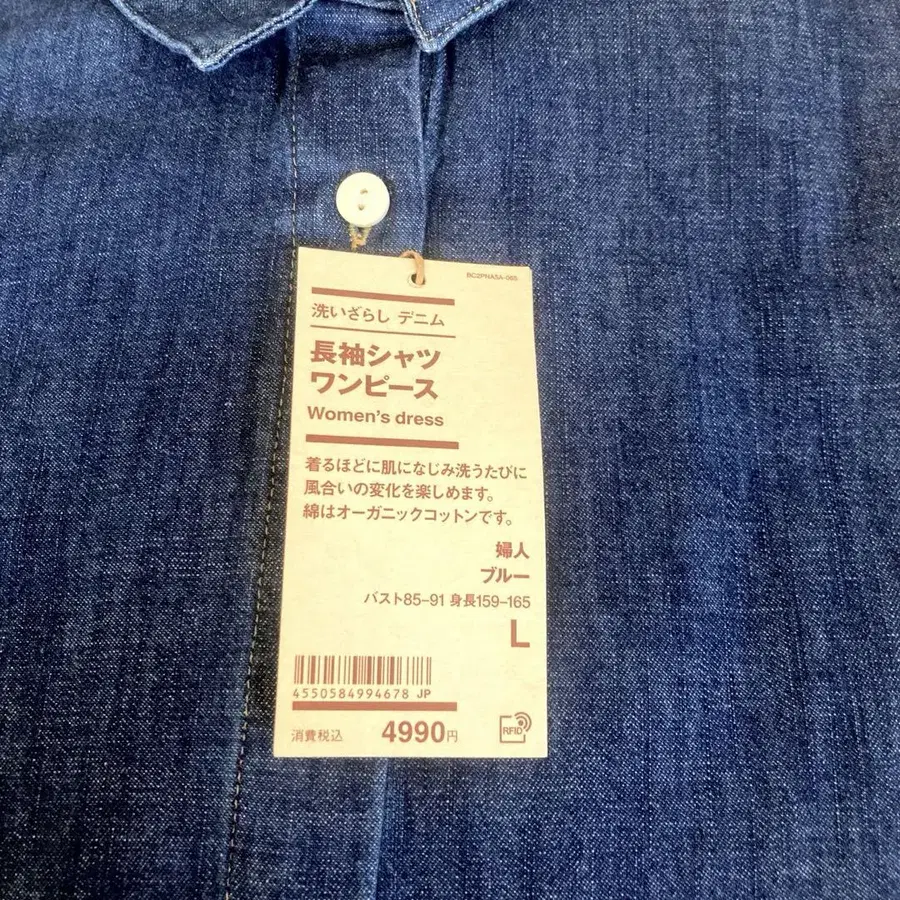 BC2PNA5A-065
洗いざらし デニム
長袖シャツ
ワンピース
Women's dress
着るほどに肌になじみ洗うたびに
風合いの変化を楽しめます。
綿はオーガニックコットンです。
婦人
ブルー
バスト85-91 身長159-165
L
4550584994678 JP
消費税込 4990円
RFID